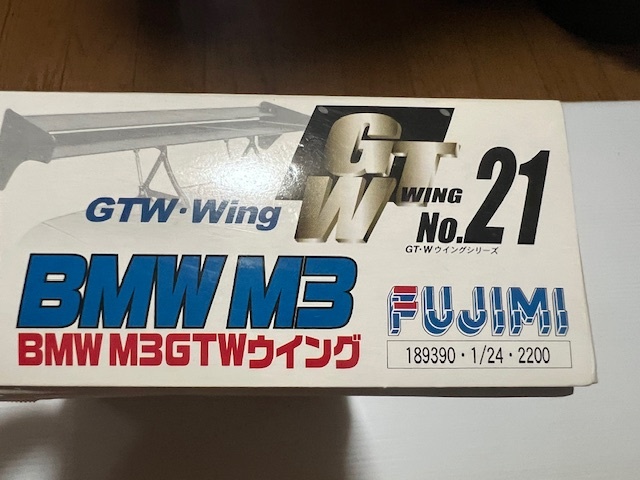 GTW
WING
No.21
GT・Wウイングシリーズ
GTW・Wing
BMW M3
BMW M3GTWウイング
FUJIMI
189390・1/24・2200